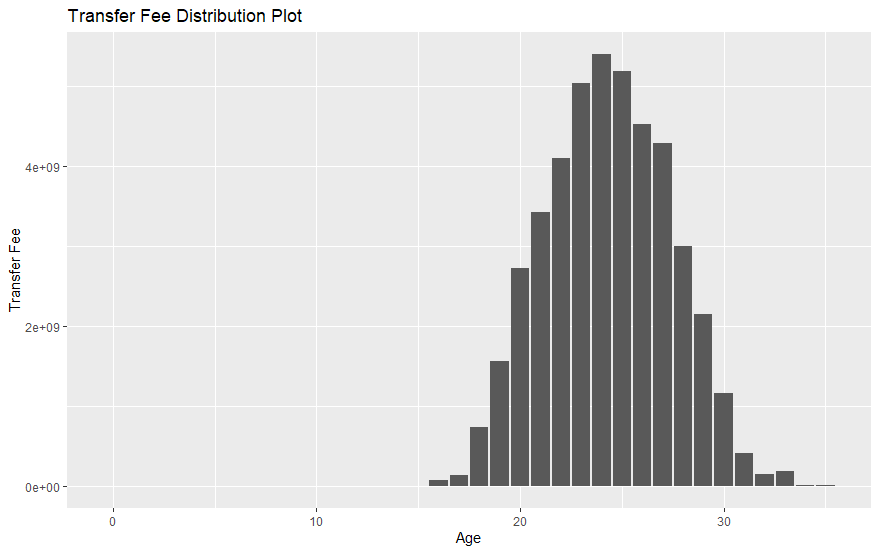 Transfer Fee Distribution Plot
Transfer Fee
4e+09
2e+09
0e+00
0 10 20 30
Age